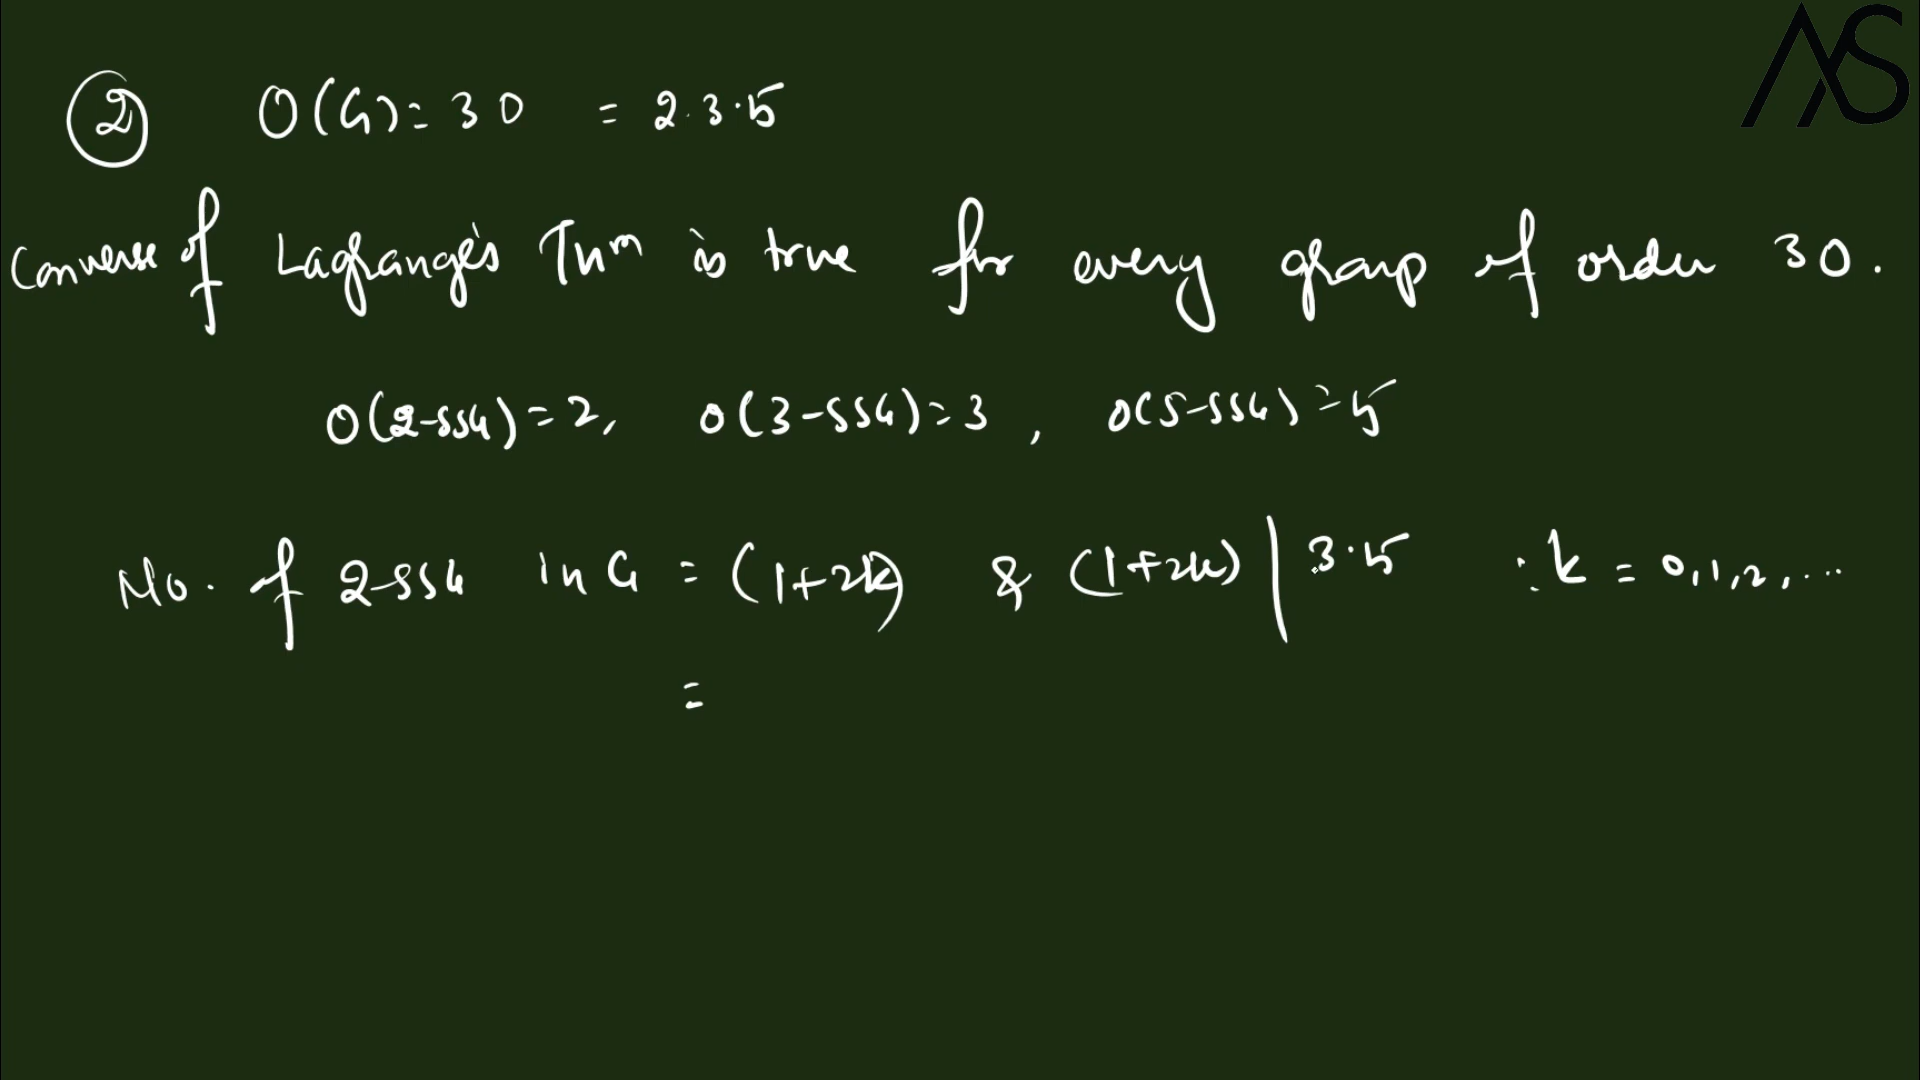 AS
② O(G)= 30 = 2.3.5
Converse of Lagrange's Thm is true for every group of order 30.
O(2-SSG)=2, O(3-SSG)=3, O(5-SSG)=5
No. of 2-SSG in G = (1+2k) & (1+2k) | 3.5 : k = 0,1,2,...
=